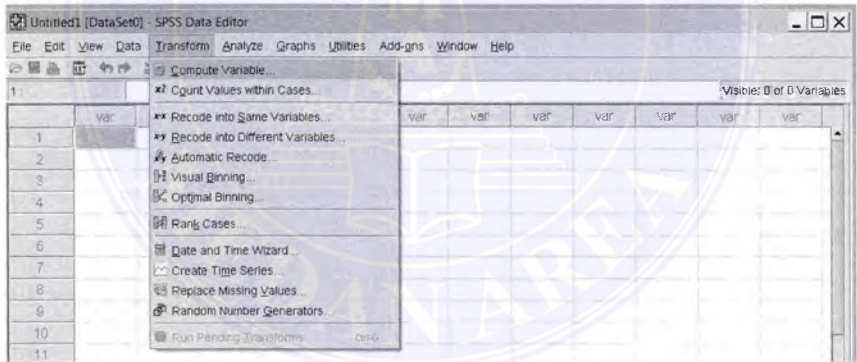 Untitled1 [DataSet0] - SPSS Data Editor
File Edit View Data Transform Analyze Graphs Utilities Add-ons Window Help
Compute Variable...
1: Visible: 0 of 0 Variables
Count Values within Cases...
var var var var var var var
Recode into Same Variables...
1
Recode into Different Variables...
2 Automatic Recode...
3 Visual Binning...
4 Optimal Binning...
5 Rank Cases...
6 Date and Time Wizard...
7 Create Time Series...
8 Replace Missing Values...
9 Random Number Generators...
10 Run Pending Transforms Ctrl-G
11
DANAREA